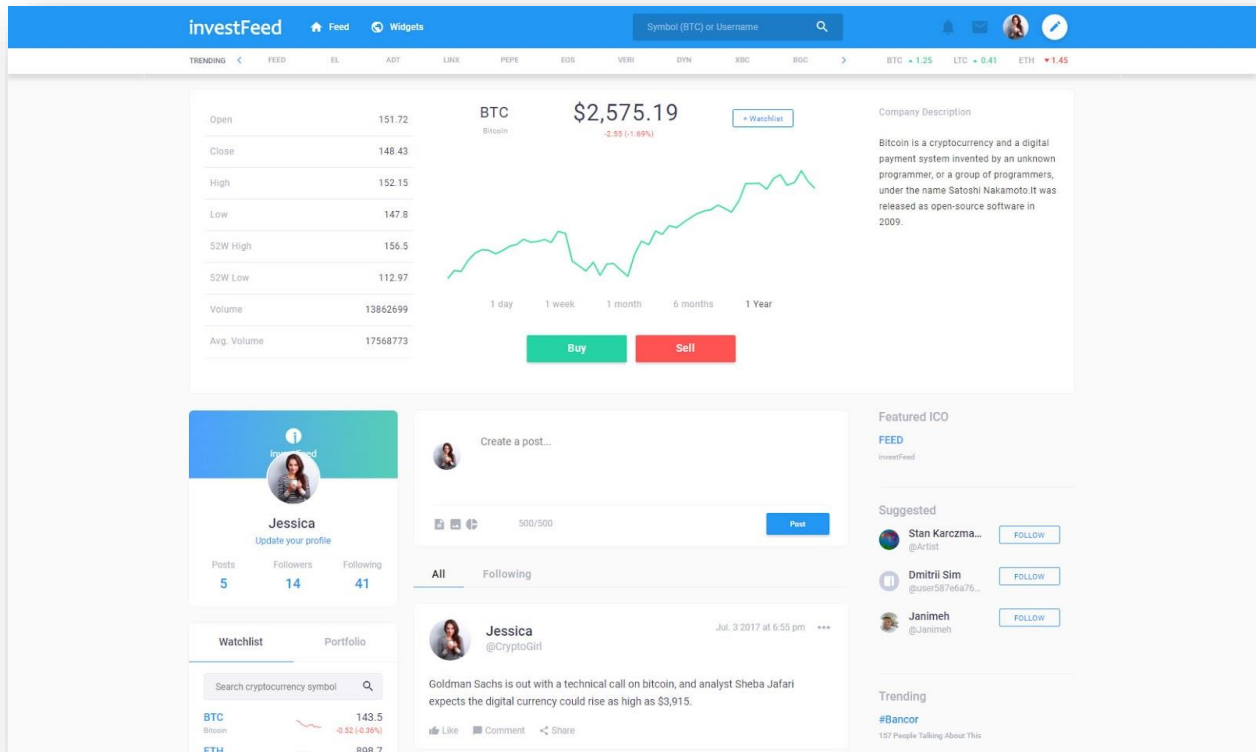 investFeed Feed Widgets Symbol (BTC) or Username
TRENDING < FEED EL ADT LINX PEPE EOS VERI DYN XBC BGC > BTC ▲ 1.25 LTC ▲ 0.41 ETH ▼ 1.45
Open 151.72
Close 148.43
High 152.15
Low 147.8
52W High 156.5
52W Low 112.97
Volume 13862699
Avg. Volume 17568773
BTC $2,575.19 + Watchlist
Bitcoin -2.55 (-1.69%)
1 day 1 week 1 month 6 months 1 Year
Buy Sell
Company Description
Bitcoin is a cryptocurrency and a digital
payment system invented by an unknown
programmer, or a group of programmers,
under the name Satoshi Nakamoto.It was
released as open-source software in
2009.
Jessica
Update your profile
Posts Followers Following
5 14 41
Watchlist Portfolio
Search cryptocurrency symbol
BTC 143.5
Bitcoin -0.52 (-0.36%)
ETH 898.7
Create a post...
500/500 Post
All Following
Jessica Jul. 3 2017 at 6:55 pm •••
@CryptoGirl
Goldman Sachs is out with a technical call on bitcoin, and analyst Sheba Jafari
expects the digital currency could rise as high as $3,915.
Like Comment Share
Featured ICO
FEED
investFeed
Suggested
Stan Karczma... FOLLOW
@Artist
Dmitrii Sim FOLLOW
@user587e6a76...
Janimeh FOLLOW
@Janimeh
Trending
#Bancor
157 People Talking About This